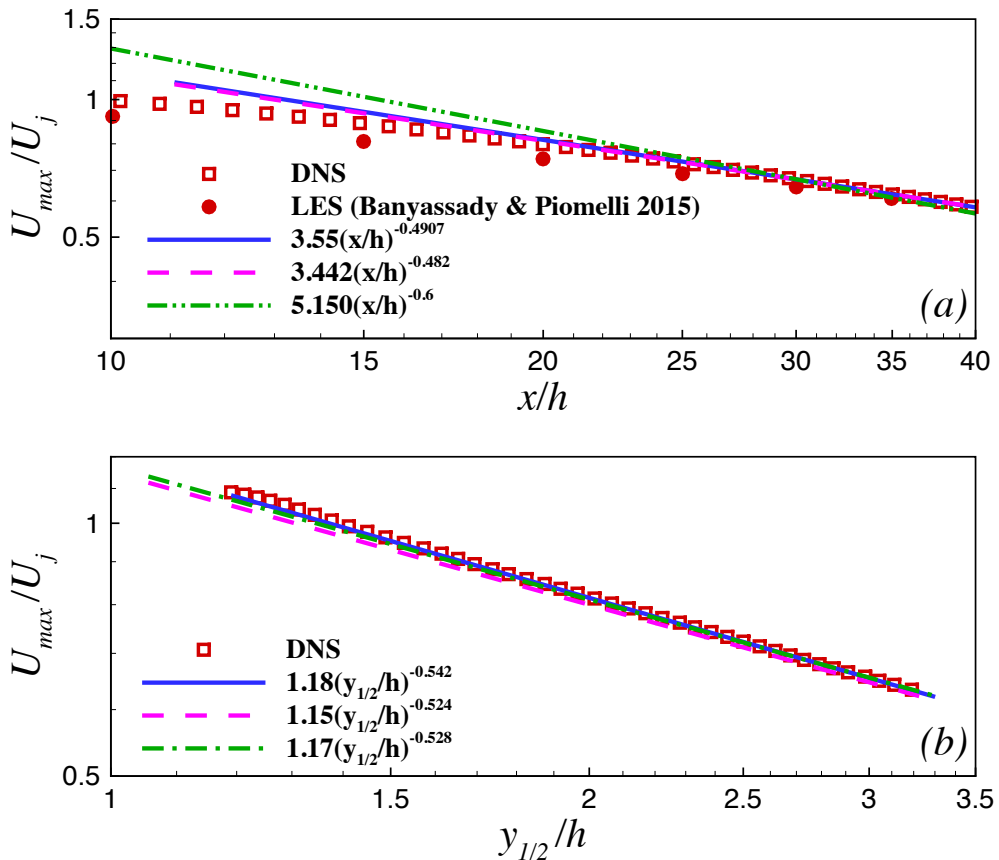 1.5
1
0.5
U_max/U_j
DNS
LES (Banyassady & Piomelli 2015)
3.55(x/h)^-0.4907
3.442(x/h)^-0.482
5.150(x/h)^-0.6
(a)
10 15 20 25 30 35 40
x/h
1
0.5
U_max/U_j
DNS
1.18(y_1/2/h)^-0.542
1.15(y_1/2/h)^-0.524
1.17(y_1/2/h)^-0.528
(b)
1 1.5 2 2.5 3 3.5
y_1/2/h